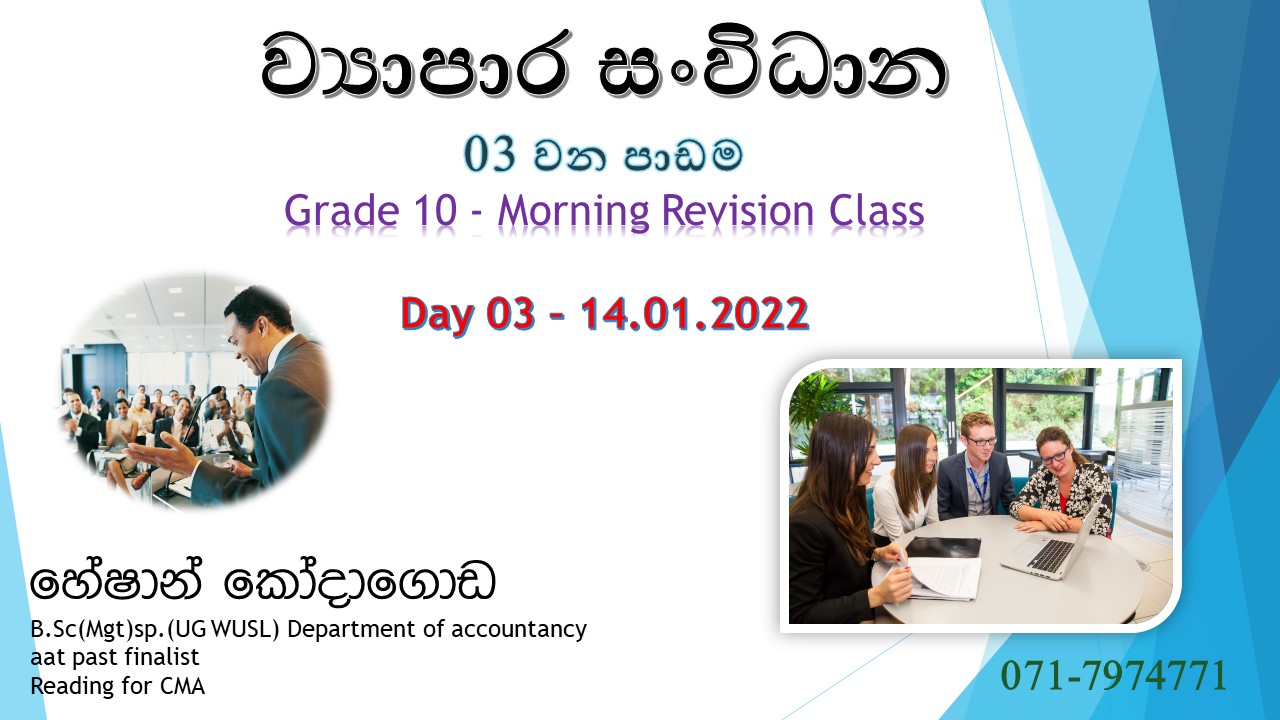 ව්‍යාපාර සංවිධාන
03 වන පාඩම
Grade 10 - Morning Revision Class
Day 03 – 14.01.2022
හේෂාන් කෝදාගොඩ
B.Sc(Mgt)sp.(UG WUSL) Department of accountancy
aat past finalist
Reading for CMA
071-7974771